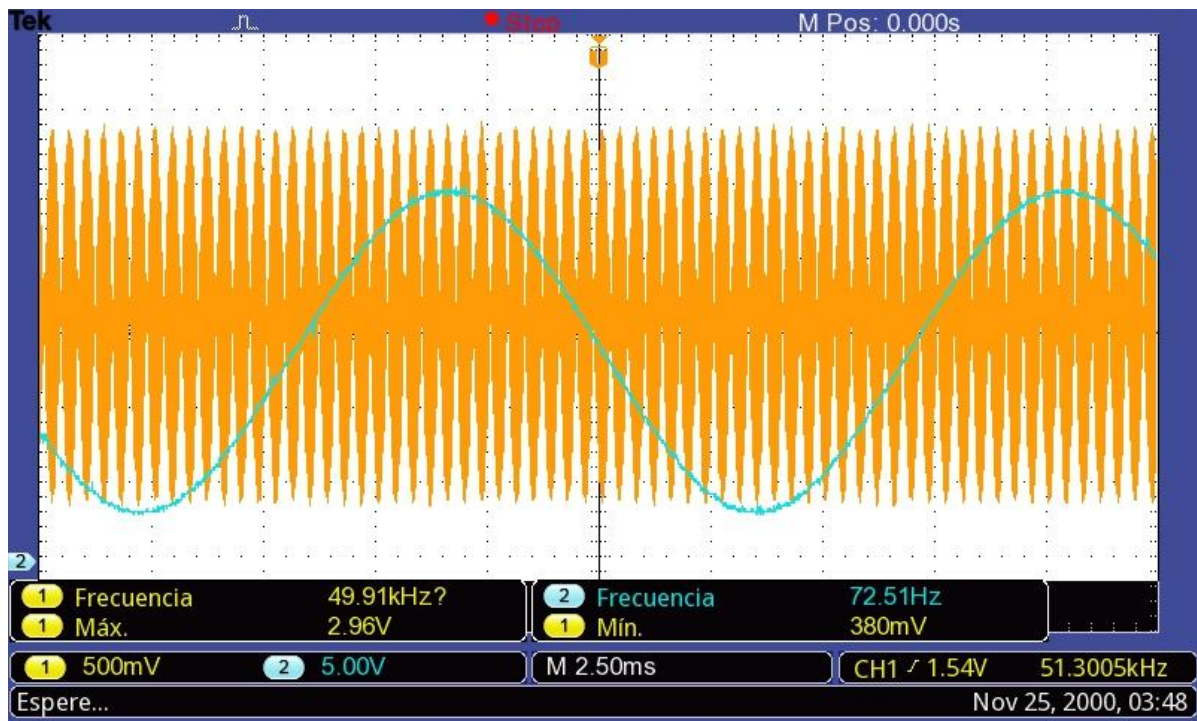 Tek Stop M Pos: 0.000s
T
2
1 Frecuencia 49.91kHz? 2 Frecuencia 72.51Hz
1 Máx. 2.96V 1 Mín. 380mV
1 500mV 2 5.00V M 2.50ms CH1 1.54V 51.3005kHz
Espere... Nov 25, 2000, 03:48